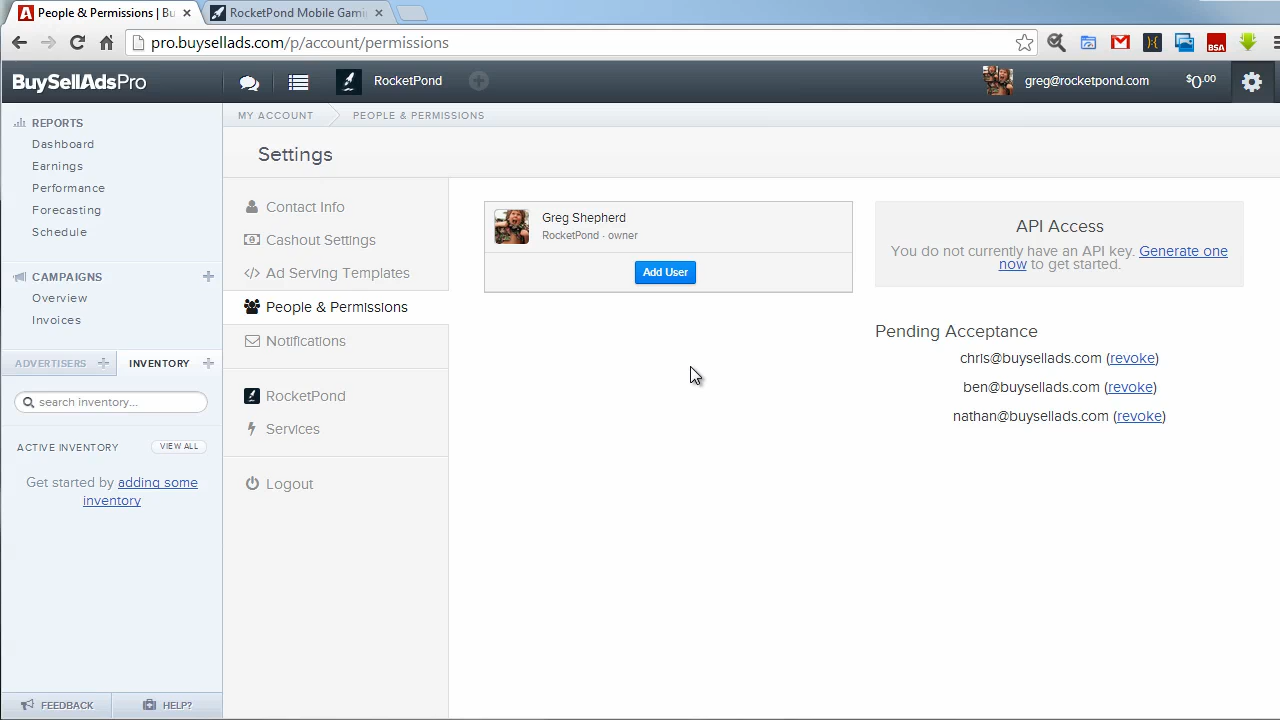 People & Permissions | Bu
RocketPond Mobile Gami
pro.buysellads.com/p/account/permissions
BSA
BuySellAdsPro
RocketPond
greg@rocketpond.com
$0.00
REPORTS
Dashboard
Earnings
Performance
Forecasting
Schedule
CAMPAIGNS
Overview
Invoices
ADVERTISERS
INVENTORY
search inventory...
ACTIVE INVENTORY
VIEW ALL
Get started by adding some
inventory
FEEDBACK
HELP?
MY ACCOUNT
PEOPLE & PERMISSIONS
Settings
Contact Info
Cashout Settings
Ad Serving Templates
People & Permissions
Notifications
RocketPond
Services
Logout
Greg Shepherd
RocketPond - owner
Add User
API Access
You do not currently have an API key. Generate one
now to get started.
Pending Acceptance
chris@buysellads.com (revoke)
ben@buysellads.com (revoke)
nathan@buysellads.com (revoke)